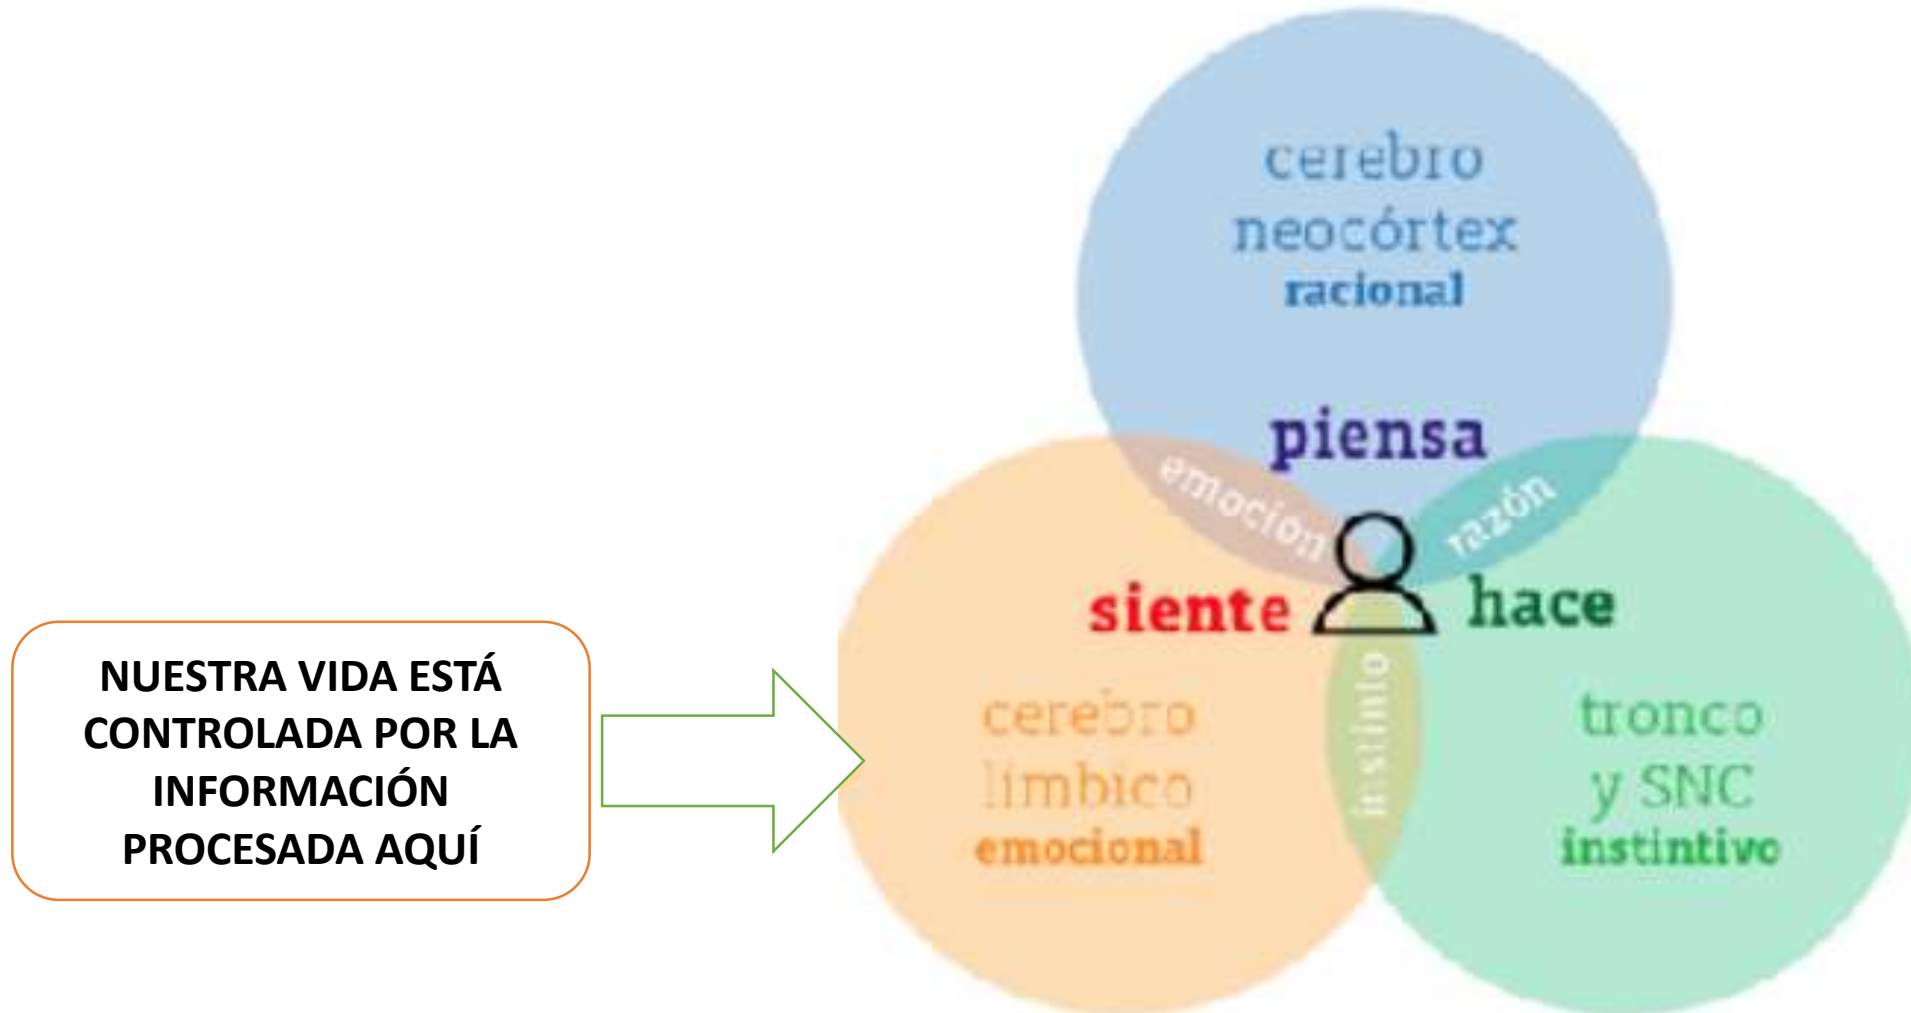 cerebro
neocórtex
racional
piensa
emoción
razón
siente
hace
instinto
cerebro
límbico
emocional
tronco
y SNC
instintivo
NUESTRA VIDA ESTÁ
CONTROLADA POR LA
INFORMACIÓN
PROCESADA AQUÍ